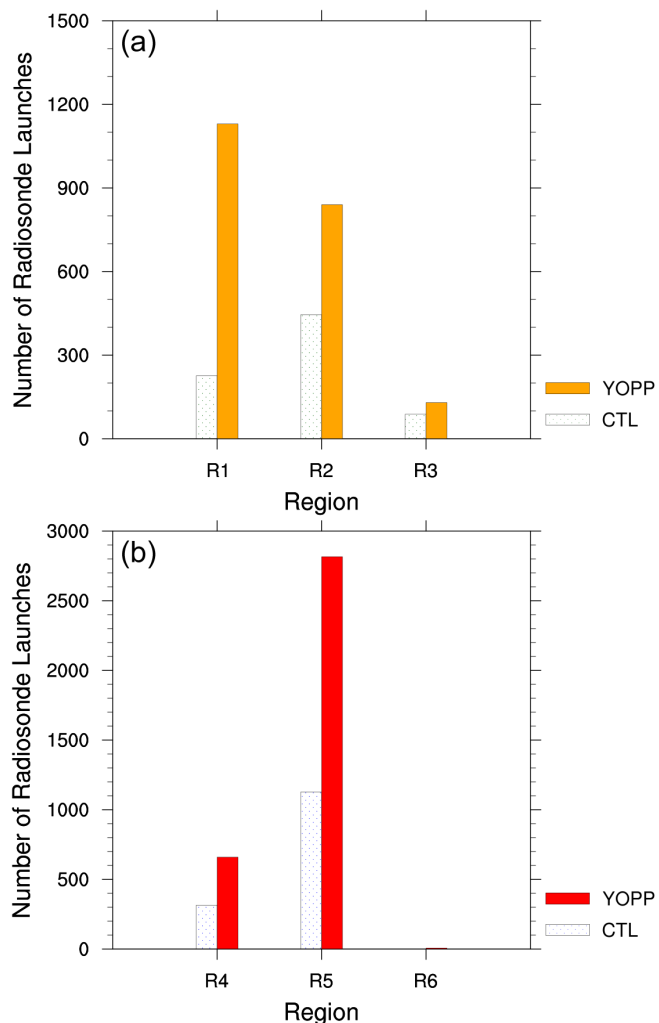 (a)
Number of Radiosonde Launches
1500
1200
900
600
300
0
R1 R2 R3
Region
YOPP
CTL
(b)
Number of Radiosonde Launches
3000
2500
2000
1500
1000
500
0
R4 R5 R6
Region
YOPP
CTL